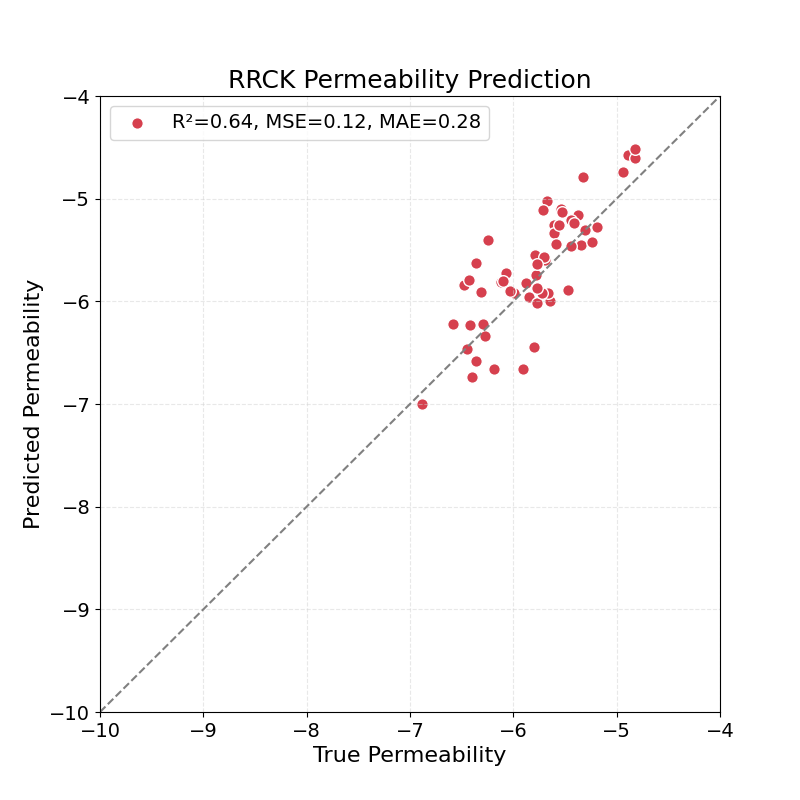 RRCK Permeability Prediction
R²=0.64, MSE=0.12, MAE=0.28
Predicted Permeability
−4
−5
−6
−7
−8
−9
−10
−10 −9 −8 −7 −6 −5 −4
True Permeability